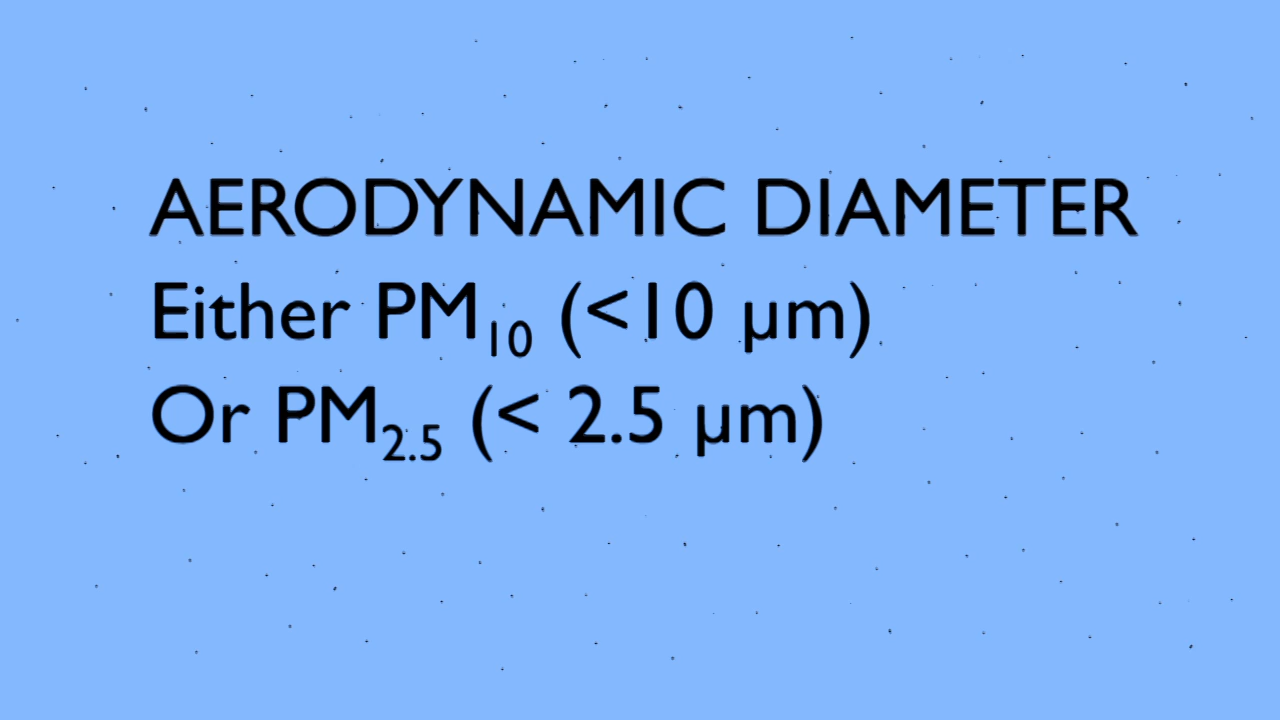 AERODYNAMIC DIAMETER
Either PM₁₀ (<10 µm)
Or PM₂.₅ (< 2.5 µm)